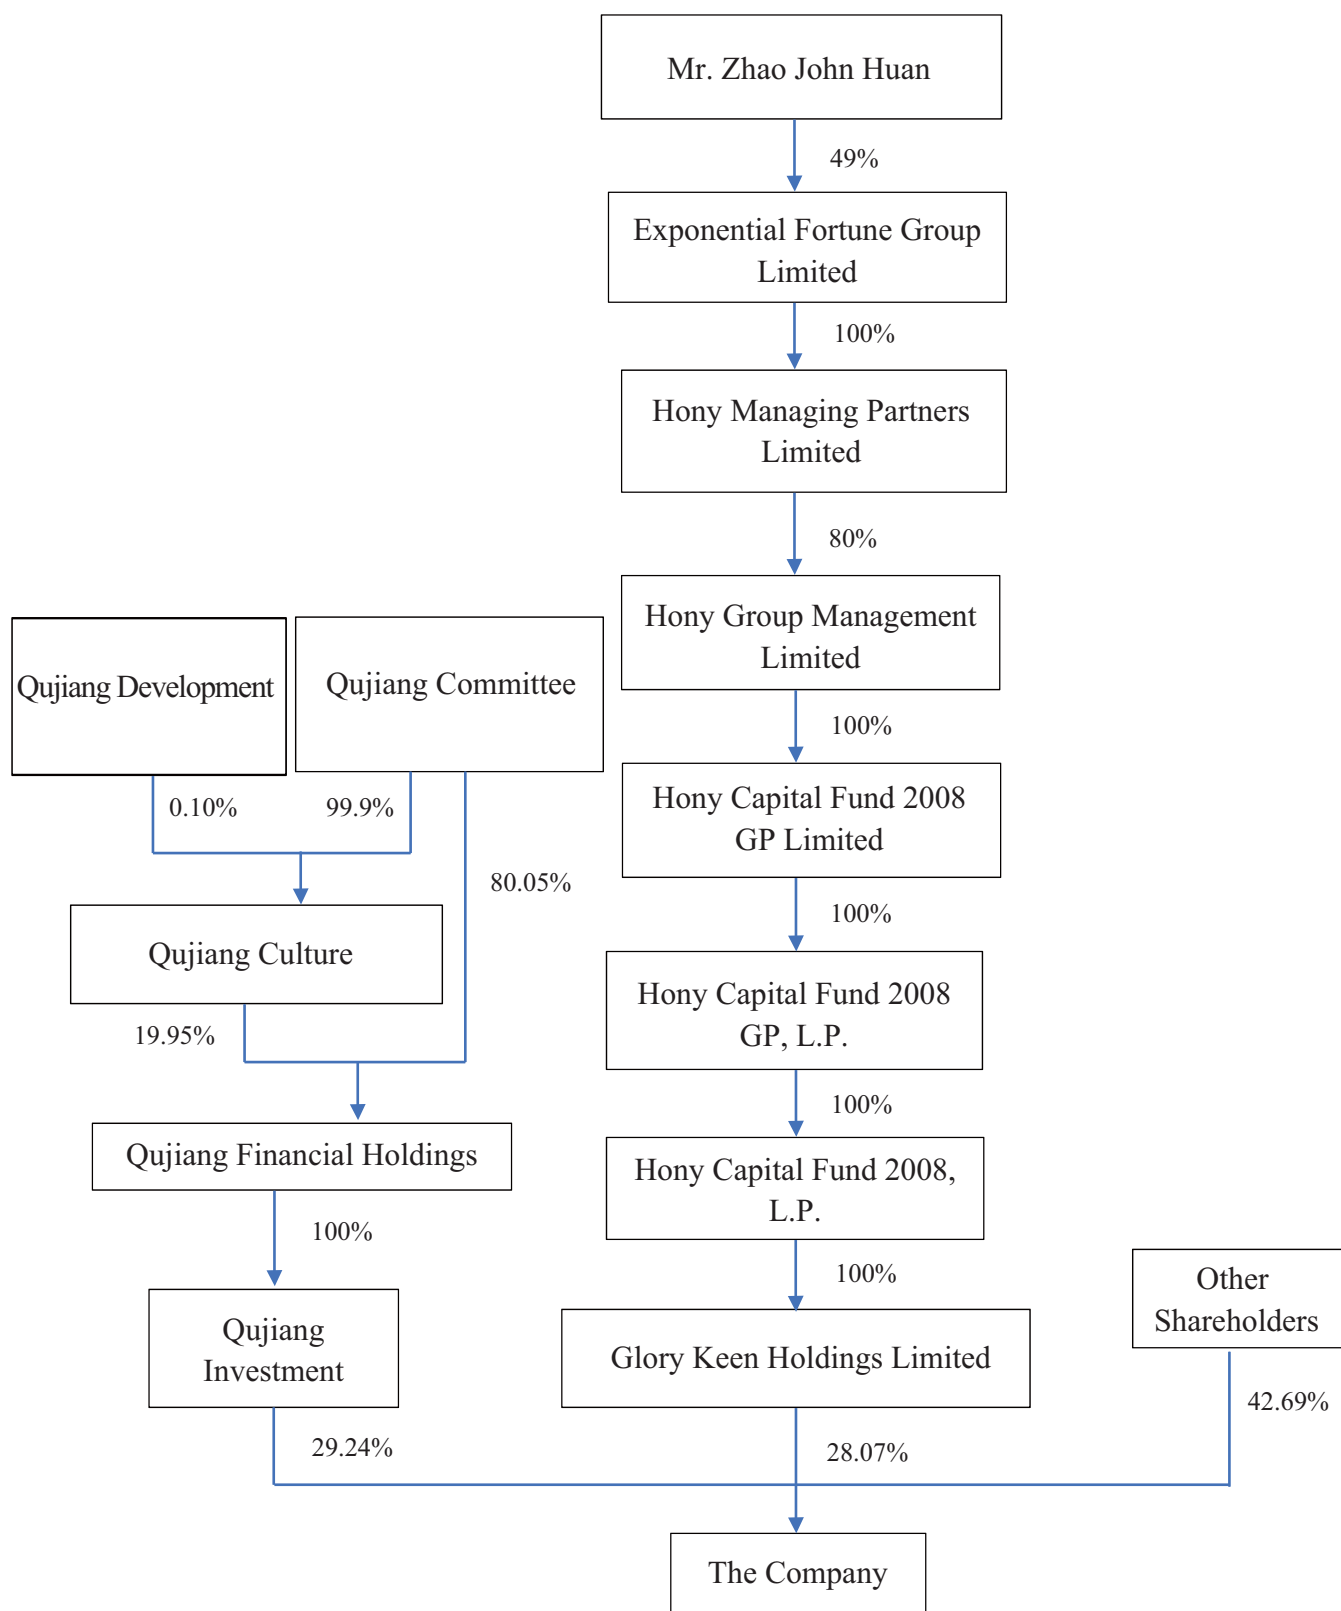 Mr. Zhao John Huan
49%
Exponential Fortune Group
Limited
100%
Hony Managing Partners
Limited
80%
Hony Group Management
Limited
Qujiang Development
Qujiang Committee
100%
0.10%
99.9%
80.05%
Hony Capital Fund 2008
GP Limited
100%
Qujiang Culture
19.95%
Hony Capital Fund 2008
GP, L.P.
100%
Qujiang Financial Holdings
100%
Hony Capital Fund 2008,
L.P.
100%
Qujiang
Investment
29.24%
Glory Keen Holdings Limited
28.07%
Other
Shareholders
42.69%
The Company